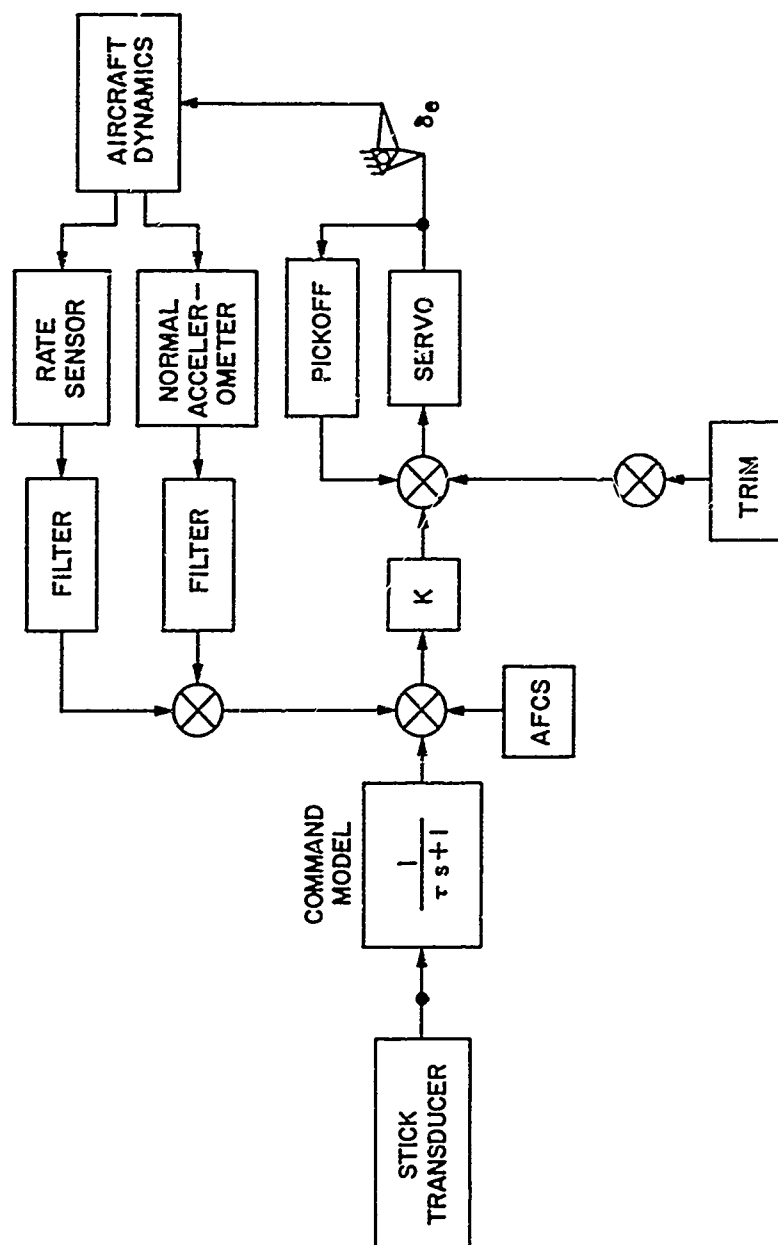 STICK
TRANSDUCER
COMMAND
MODEL
1
τ s + 1
AFCS
K
FILTER
FILTER
RATE
SENSOR
NORMAL
ACCELER-
OMETER
AIRCRAFT
DYNAMICS
PICKOFF
SERVO
δe
TRIM